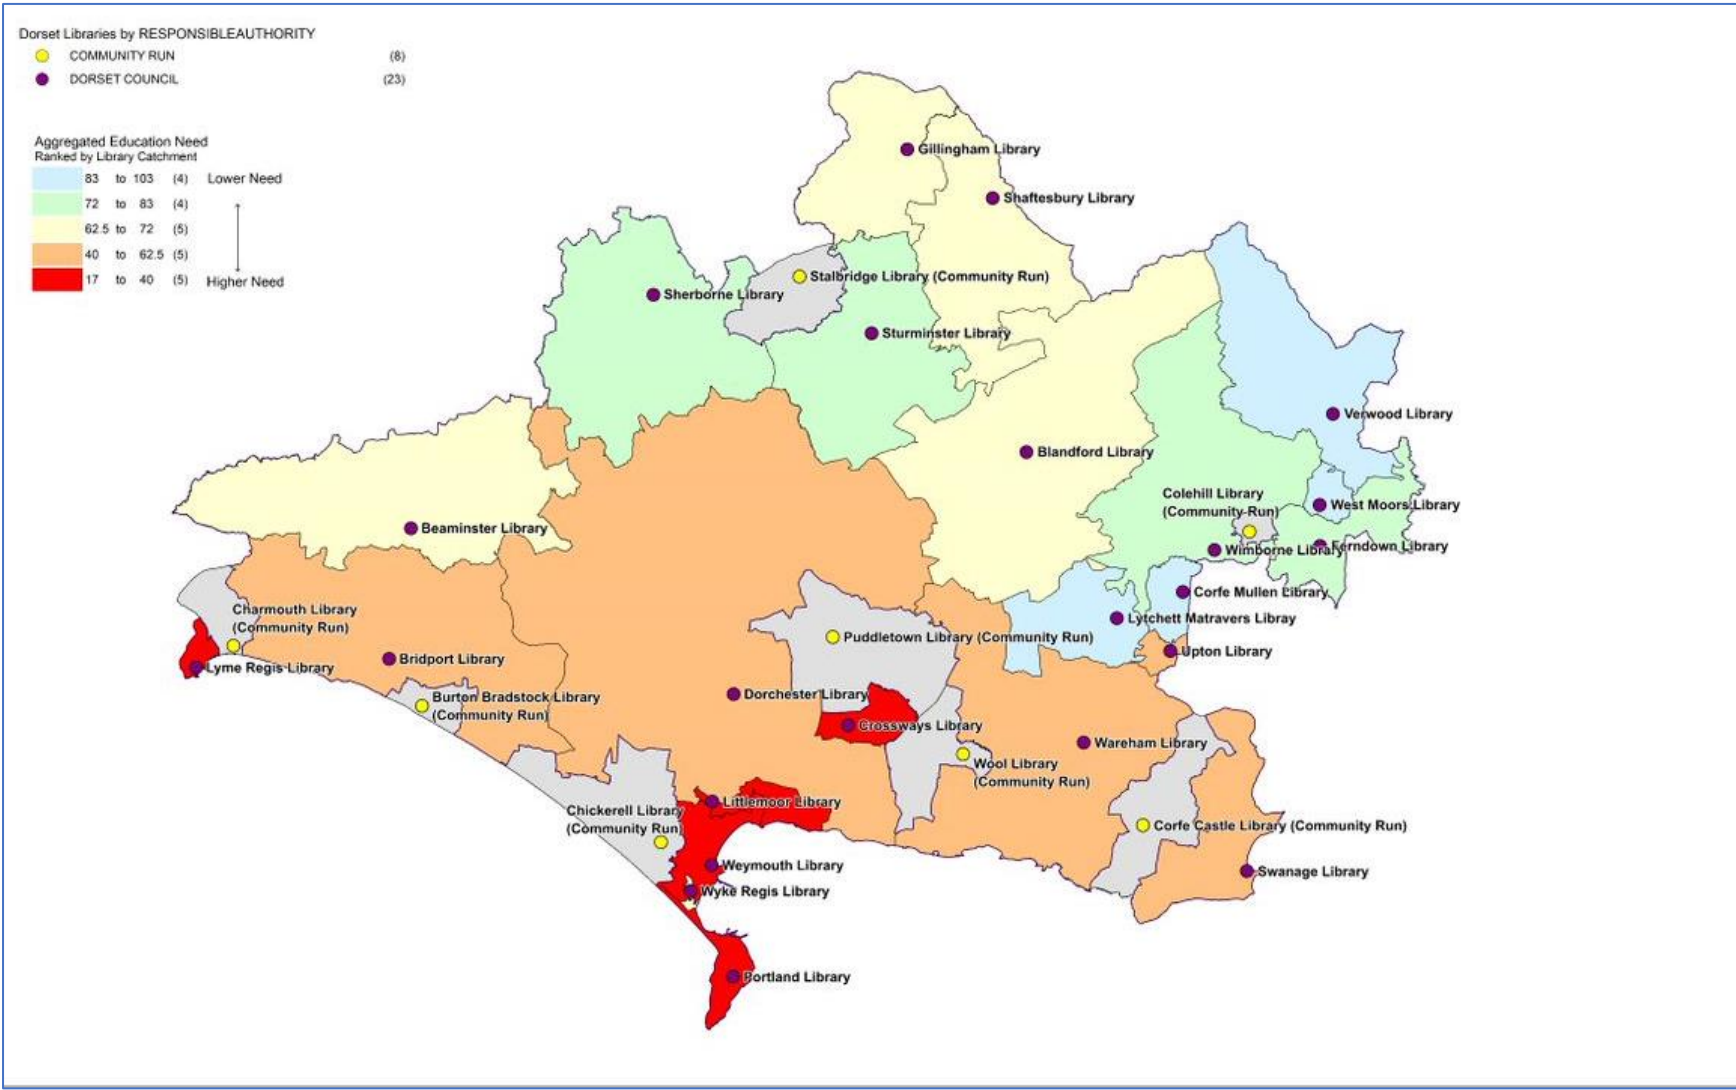 Dorset Libraries by RESPONSIBLEAUTHORITY
COMMUNITY RUN (8)
DORSET COUNCIL (23)
Aggregated Education Need
Ranked by Library Catchment
83 to 103 (4) Lower Need
72 to 83 (4)
62.5 to 72 (5)
40 to 62.5 (5)
17 to 40 (5) Higher Need
Gillingham Library
Shaftesbury Library
Stalbridge Library (Community Run)
Sherborne Library
Sturminster Library
Verwood Library
Blandford Library
Colehill Library
(Community Run)
West Moors Library
Beaminster Library
Wimborne Library
Ferndown Library
Corfe Mullen Library
Charmouth Library
(Community Run)
Lytchett Matravers Libray
Puddletown Library (Community Run)
Upton Library
Lyme Regis Library
Bridport Library
Burton Bradstock Library
(Community Run)
Dorchester Library
Crossways Library
Wareham Library
Wool Library
(Community Run)
Littlemoor Library
Chickerell Library
(Community Run)
Corfe Castle Library (Community Run)
Weymouth Library
Swanage Library
Wyke Regis Library
Portland Library